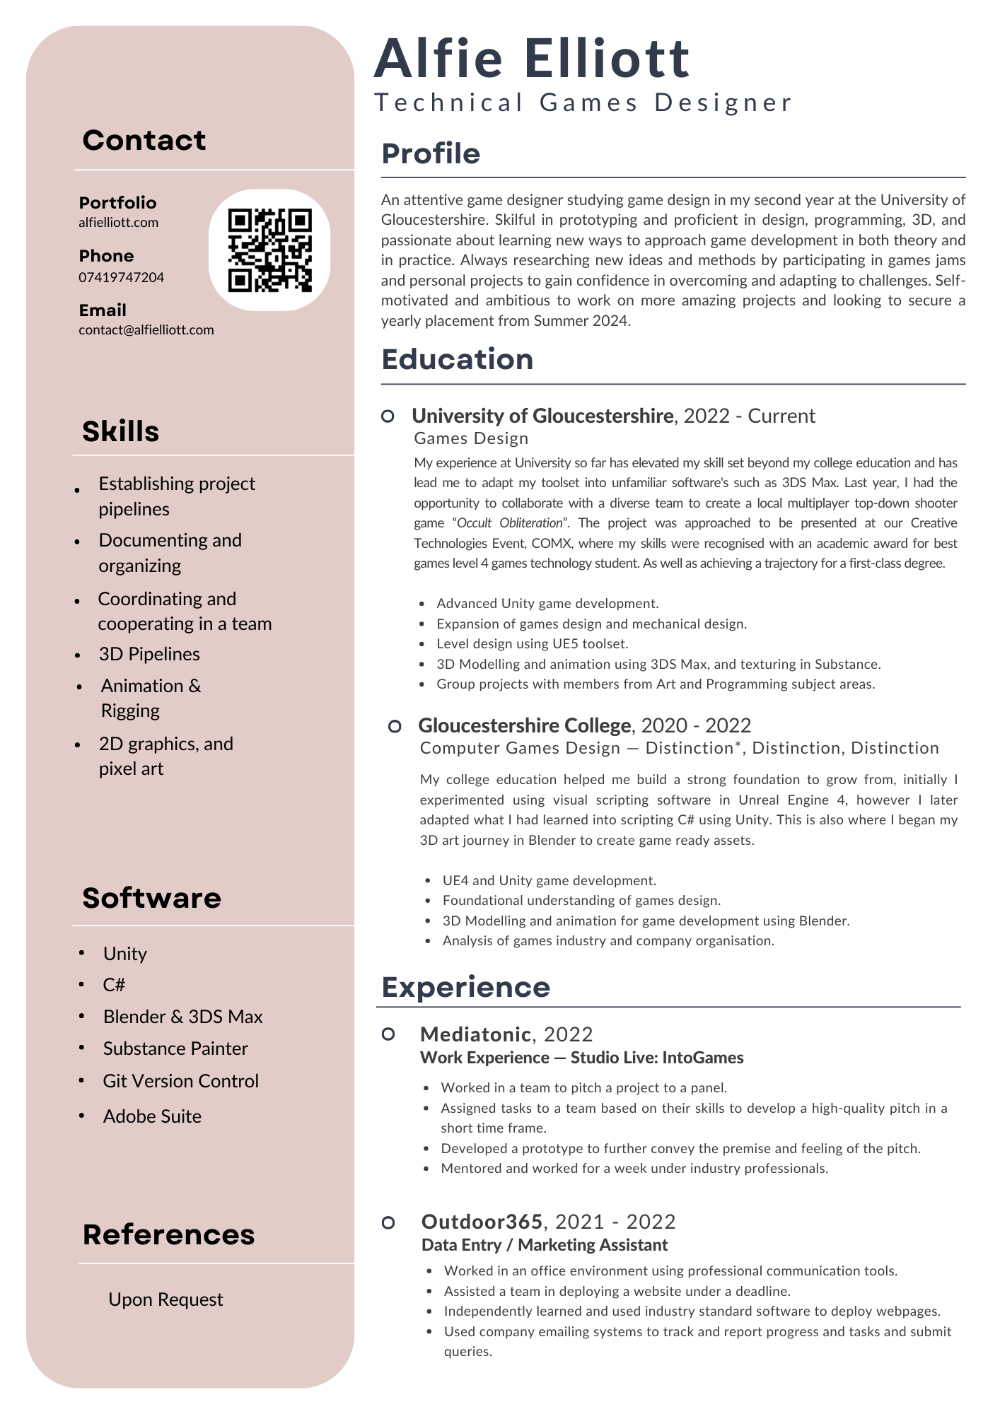 Alfie Elliott
Technical Games Designer
Contact
Portfolio
alfielliott.com
Phone
07419747204
Email
contact@alfielliott.com
Skills
• Establishing project
pipelines
• Documenting and
organizing
• Coordinating and
cooperating in a team
• 3D Pipelines
• Animation &
Rigging
• 2D graphics, and
pixel art
Software
• Unity
• C#
• Blender & 3DS Max
• Substance Painter
• Git Version Control
• Adobe Suite
References
Upon Request
Profile
An attentive game designer studying game design in my second year at the University of
Gloucestershire. Skilful in prototyping and proficient in design, programming, 3D, and
passionate about learning new ways to approach game development in both theory and
in practice. Always researching new ideas and methods by participating in games jams
and personal projects to gain confidence in overcoming and adapting to challenges. Self-
motivated and ambitious to work on more amazing projects and looking to secure a
yearly placement from Summer 2024.
Education
University of Gloucestershire, 2022 - Current
Games Design
My experience at University so far has elevated my skill set beyond my college education and has
lead me to adapt my toolset into unfamiliar software's such as 3DS Max. Last year, I had the
opportunity to collaborate with a diverse team to create a local multiplayer top-down shooter
game “Occult Obliteration”. The project was approached to be presented at our Creative
Technologies Event, COMX, where my skills were recognised with an academic award for best
games level 4 games technology student. As well as achieving a trajectory for a first-class degree.
• Advanced Unity game development.
• Expansion of games design and mechanical design.
• Level design using UE5 toolset.
• 3D Modelling and animation using 3DS Max, and texturing in Substance.
• Group projects with members from Art and Programming subject areas.
Gloucestershire College, 2020 - 2022
Computer Games Design — Distinction*, Distinction, Distinction
My college education helped me build a strong foundation to grow from, initially I
experimented using visual scripting software in Unreal Engine 4, however I later
adapted what I had learned into scripting C# using Unity. This is also where I began my
3D art journey in Blender to create game ready assets.
• UE4 and Unity game development.
• Foundational understanding of games design.
• 3D Modelling and animation for game development using Blender.
• Analysis of games industry and company organisation.
Experience
Mediatonic, 2022
Work Experience — Studio Live: IntoGames
• Worked in a team to pitch a project to a panel.
• Assigned tasks to a team based on their skills to develop a high-quality pitch in a
short time frame.
• Developed a prototype to further convey the premise and feeling of the pitch.
• Mentored and worked for a week under industry professionals.
Outdoor365, 2021 - 2022
Data Entry / Marketing Assistant
• Worked in an office environment using professional communication tools.
• Assisted a team in deploying a website under a deadline.
• Independently learned and used industry standard software to deploy webpages.
• Used company emailing systems to track and report progress and tasks and submit
queries.